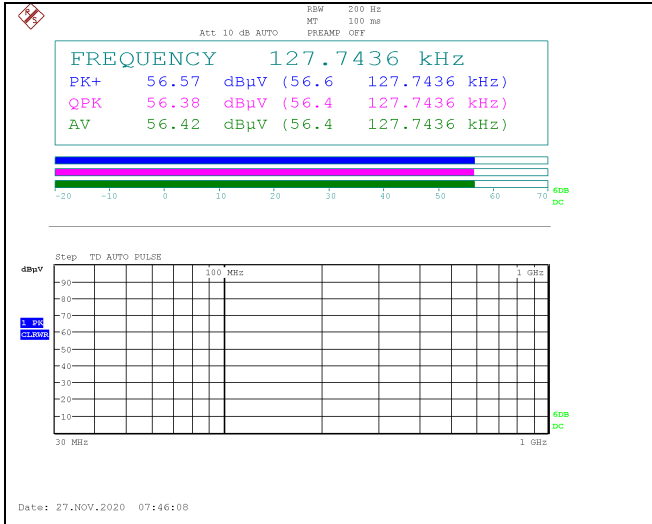 R
S
RBW 200 Hz
MT 100 ms
Att 10 dB AUTO PREAMP OFF
FREQUENCY 127.7436 kHz
PK+ 56.57 dBµV (56.6 127.7436 kHz)
QPK 56.38 dBµV (56.4 127.7436 kHz)
AV 56.42 dBµV (56.4 127.7436 kHz)
-20 -10 0 10 20 30 40 50 60 70
6DB
DC
Step TD AUTO PULSE
dBµV
100 MHz 1 GHz
90
80
70
1 PK
CLRWR
60
50
40
30
20
10
6DB
DC
30 MHz 1 GHz
Date: 27.NOV.2020 07:46:08